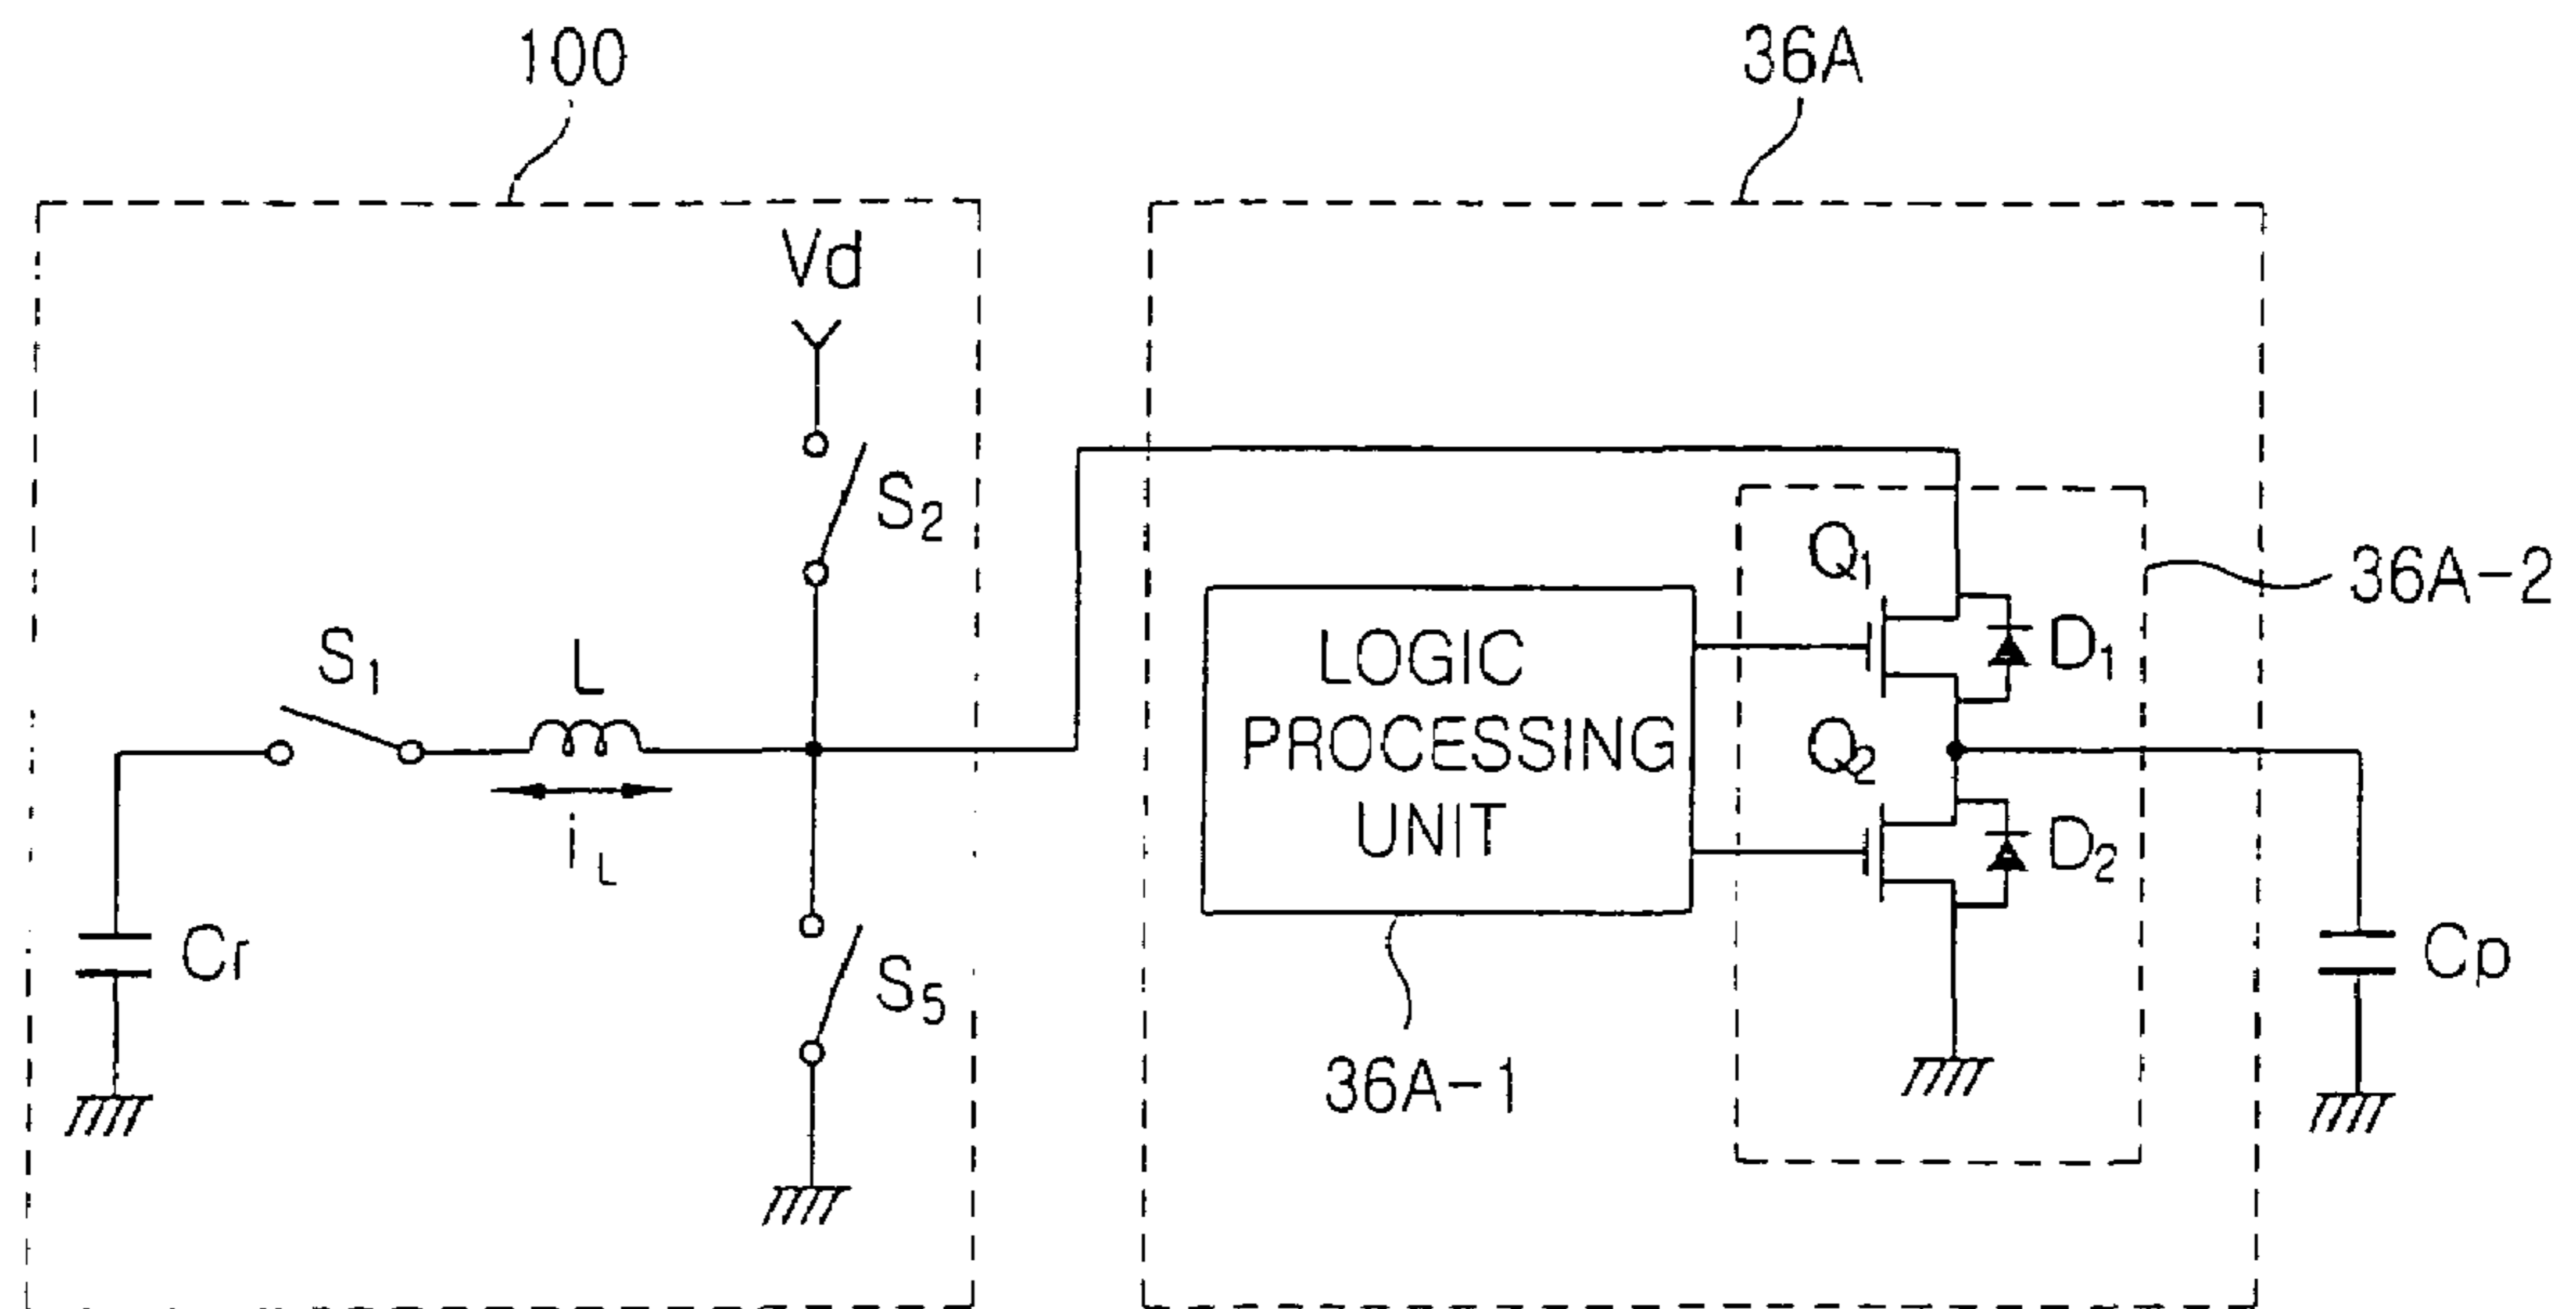 100
36A
Vd
S2
Q1
36A-2
S1
L
LOGIC
PROCESSING
UNIT
D1
Q2
iL
D2
Cr
S5
Cp
36A-1